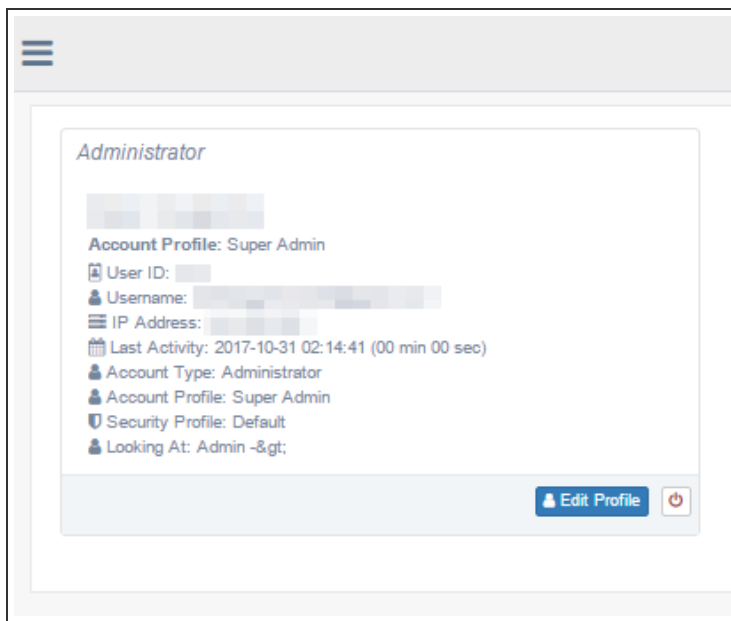 Administrator
Account Profile: Super Admin
User ID:
Username:
IP Address:
Last Activity: 2017-10-31 02:14:41 (00 min 00 sec)
Account Type: Administrator
Account Profile: Super Admin
Security Profile: Default
Looking At: Admin -&gt;
Edit Profile